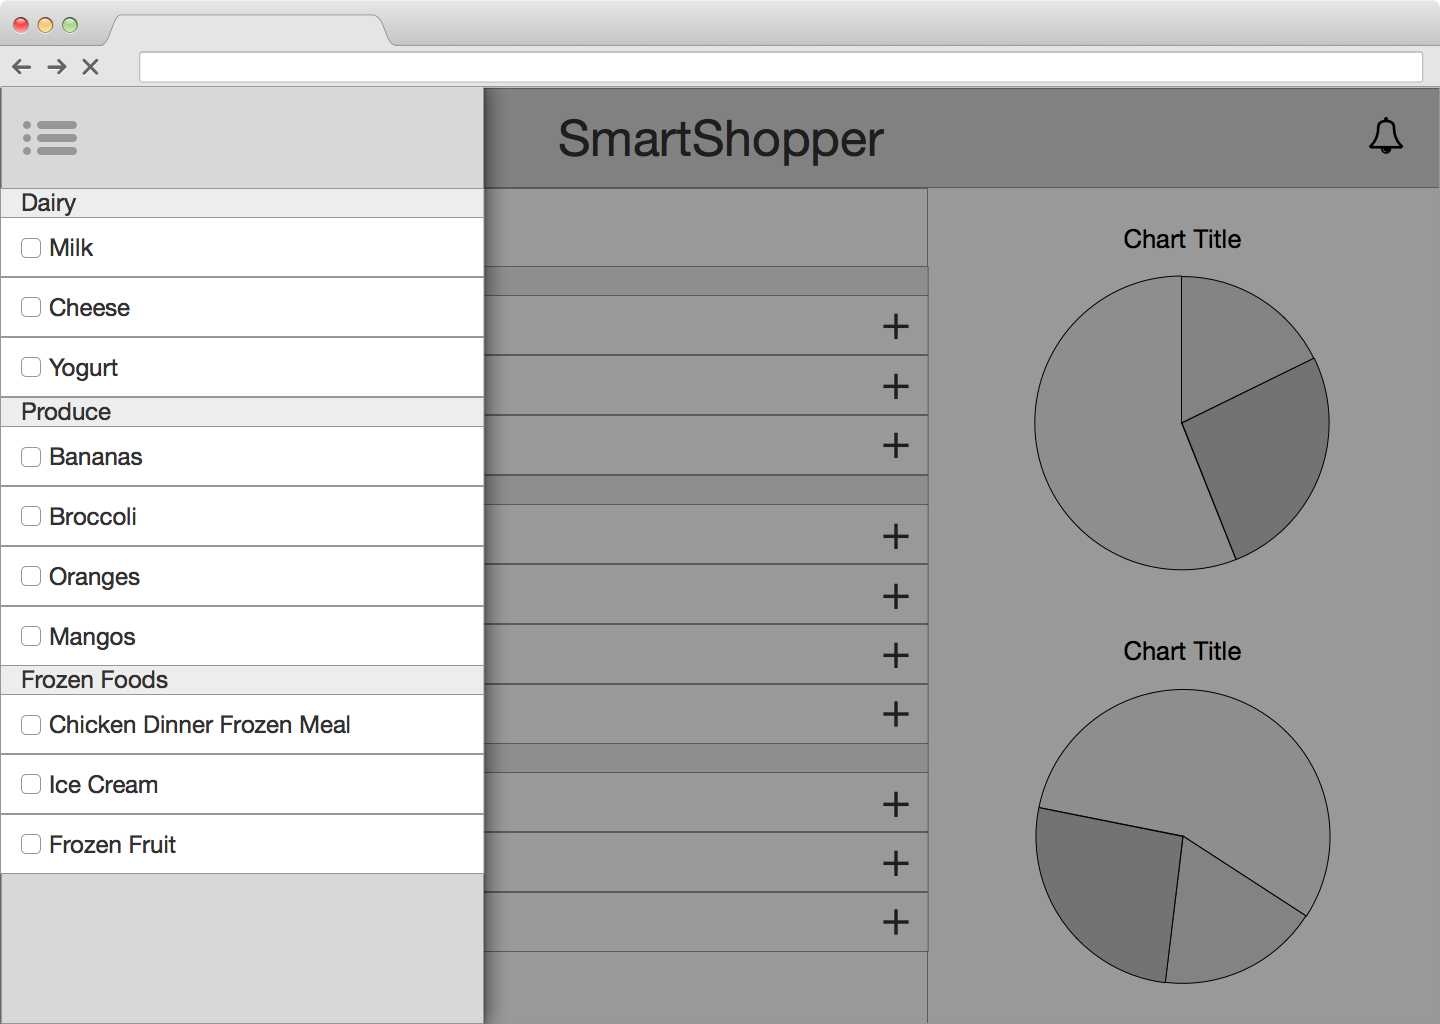 SmartShopper
Dairy
Milk
Cheese
Yogurt
Produce
Bananas
Broccoli
Oranges
Mangos
Frozen Foods
Chicken Dinner Frozen Meal
Ice Cream
Frozen Fruit
Chart Title
Chart Title